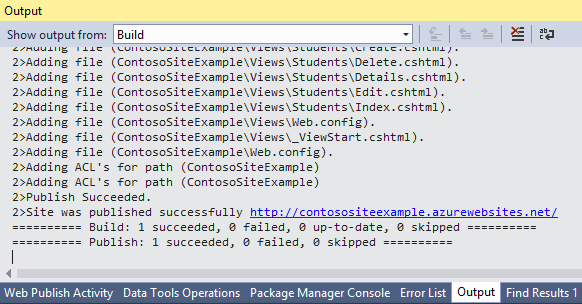 Output
Show output from: Build
2>Adding file (ContosoSiteExample\Views\Students\Create.cshtml).
2>Adding file (ContosoSiteExample\Views\Students\Delete.cshtml).
2>Adding file (ContosoSiteExample\Views\Students\Details.cshtml).
2>Adding file (ContosoSiteExample\Views\Students\Edit.cshtml).
2>Adding file (ContosoSiteExample\Views\Students\Index.cshtml).
2>Adding file (ContosoSiteExample\Views\Web.config).
2>Adding file (ContosoSiteExample\Views\_ViewStart.cshtml).
2>Adding file (ContosoSiteExample\Web.config).
2>Adding ACL's for path (ContosoSiteExample)
2>Adding ACL's for path (ContosoSiteExample)
2>Publish Succeeded.
2>Site was published successfully http://contosositeexample.azurewebsites.net/
========== Build: 1 succeeded, 0 failed, 0 up-to-date, 0 skipped ==========
========== Publish: 1 succeeded, 0 failed, 0 skipped ==========
Web Publish Activity Data Tools Operations Package Manager Console Error List Output Find Results 1